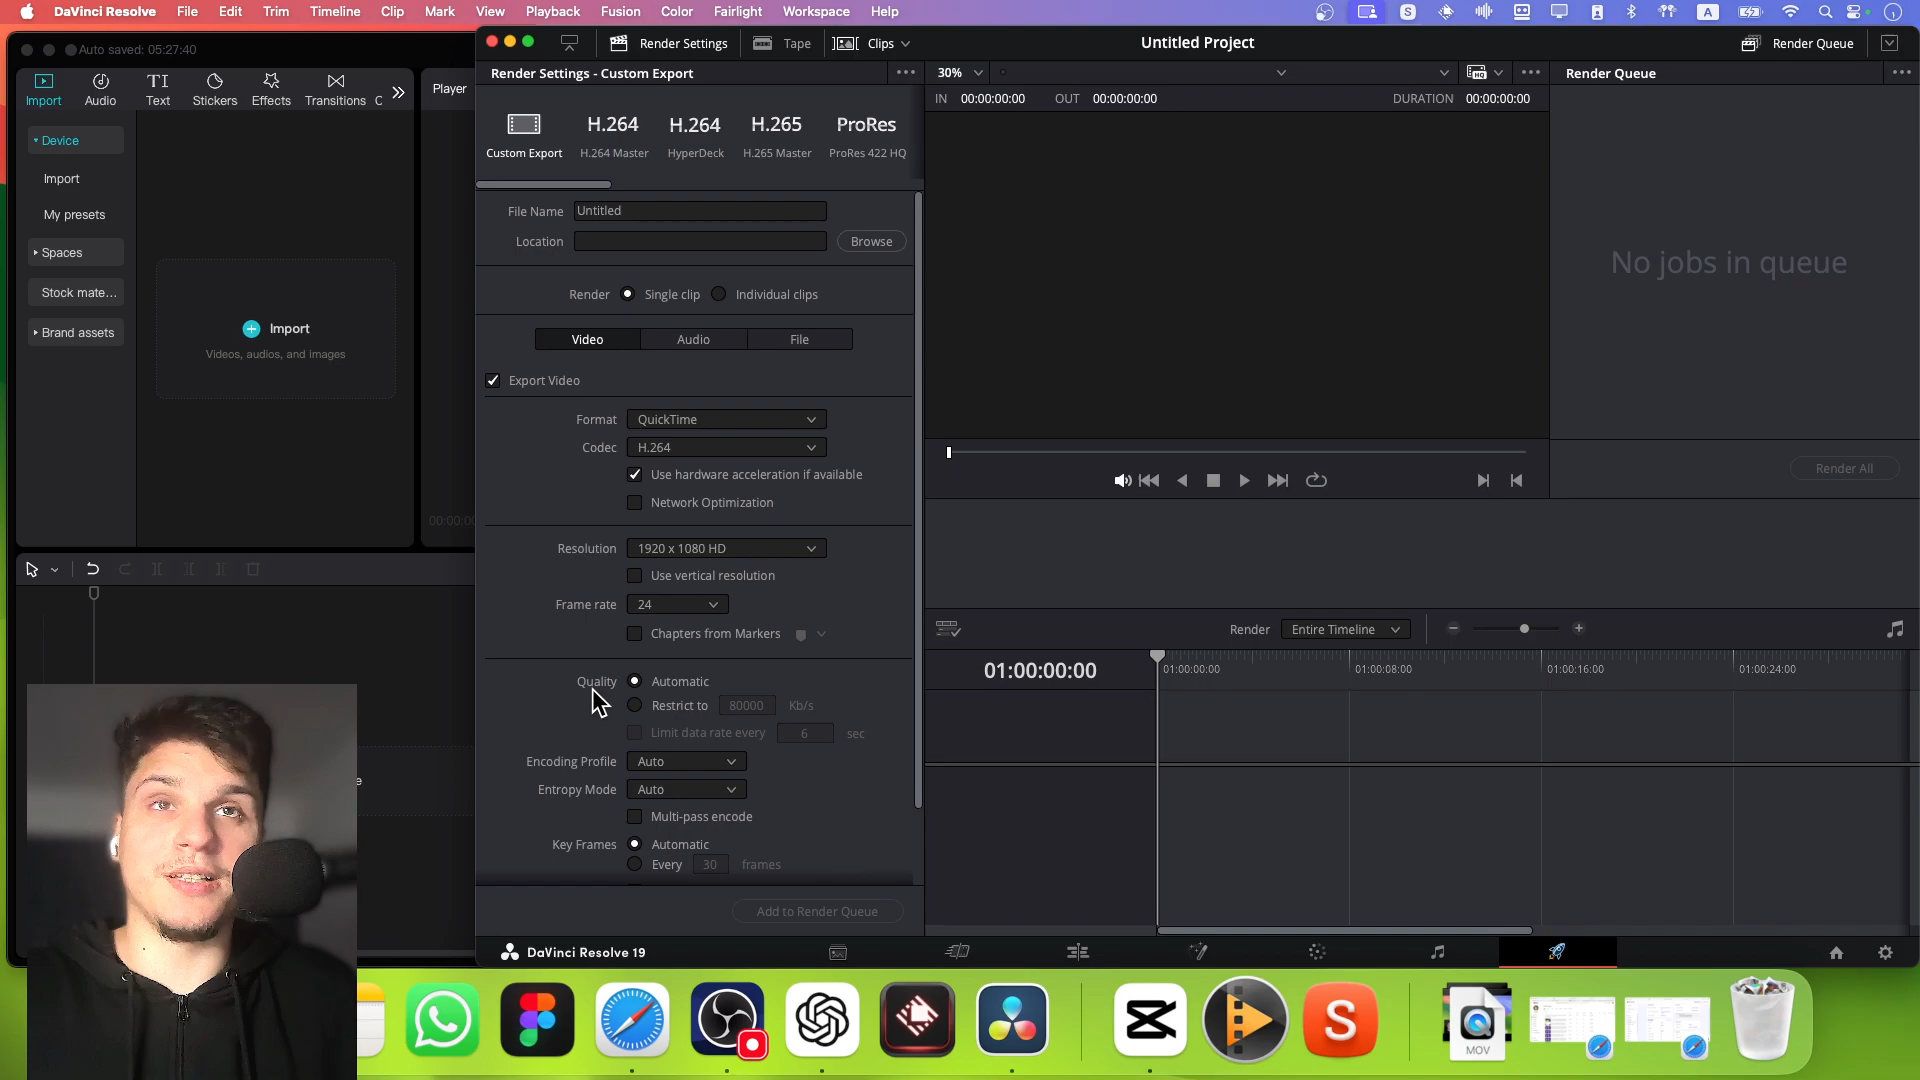 DaVinci Resolve File Edit Trim Timeline Clip Mark View Playback Fusion Color Fairlight Workspace Help
Auto saved: 05:27:40
Import Audio Text Stickers Effects Transitions C
Player
Device
Import
My presets
Spaces
Stock mate...
Brand assets
Import
Videos, audios, and images
Render Settings Tape Clips
Untitled Project
Render Queue
Render Settings - Custom Export
30%
Render Queue
IN 00:00:00:00 OUT 00:00:00:00 DURATION 00:00:00:00
H.264 H.264 H.265 ProRes
Custom Export H.264 Master HyperDeck H.265 Master ProRes 422 HQ
File Name Untitled
Location Browse
Render Single clip Individual clips
Video Audio File
Export Video
Format QuickTime
Codec H.264
Use hardware acceleration if available
Network Optimization
Resolution 1920 x 1080 HD
Use vertical resolution
Frame rate 24
Chapters from Markers
Quality Automatic
Restrict to 80000 Kb/s
Limit data rate every 6 sec
Encoding Profile Auto
Entropy Mode Auto
Multi-pass encode
Key Frames Automatic
Every 30 frames
Add to Render Queue
No jobs in queue
Render All
Render Entire Timeline
01:00:00:00
01:00:00:00 01:00:08:00 01:00:16:00 01:00:24:00
DaVinci Resolve 19
MOV